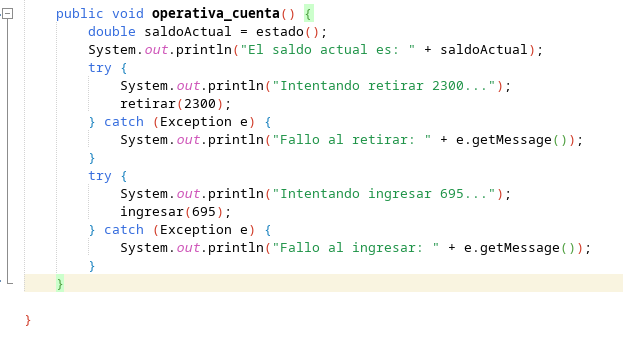 public void operativa_cuenta() {
double saldoActual = estado();
System.out.println("El saldo actual es: " + saldoActual);
try {
System.out.println("Intentando retirar 2300...");
retirar(2300);
} catch (Exception e) {
System.out.println("Fallo al retirar: " + e.getMessage());
}
try {
System.out.println("Intentando ingresar 695...");
ingresar(695);
} catch (Exception e) {
System.out.println("Fallo al ingresar: " + e.getMessage());
}
}
}